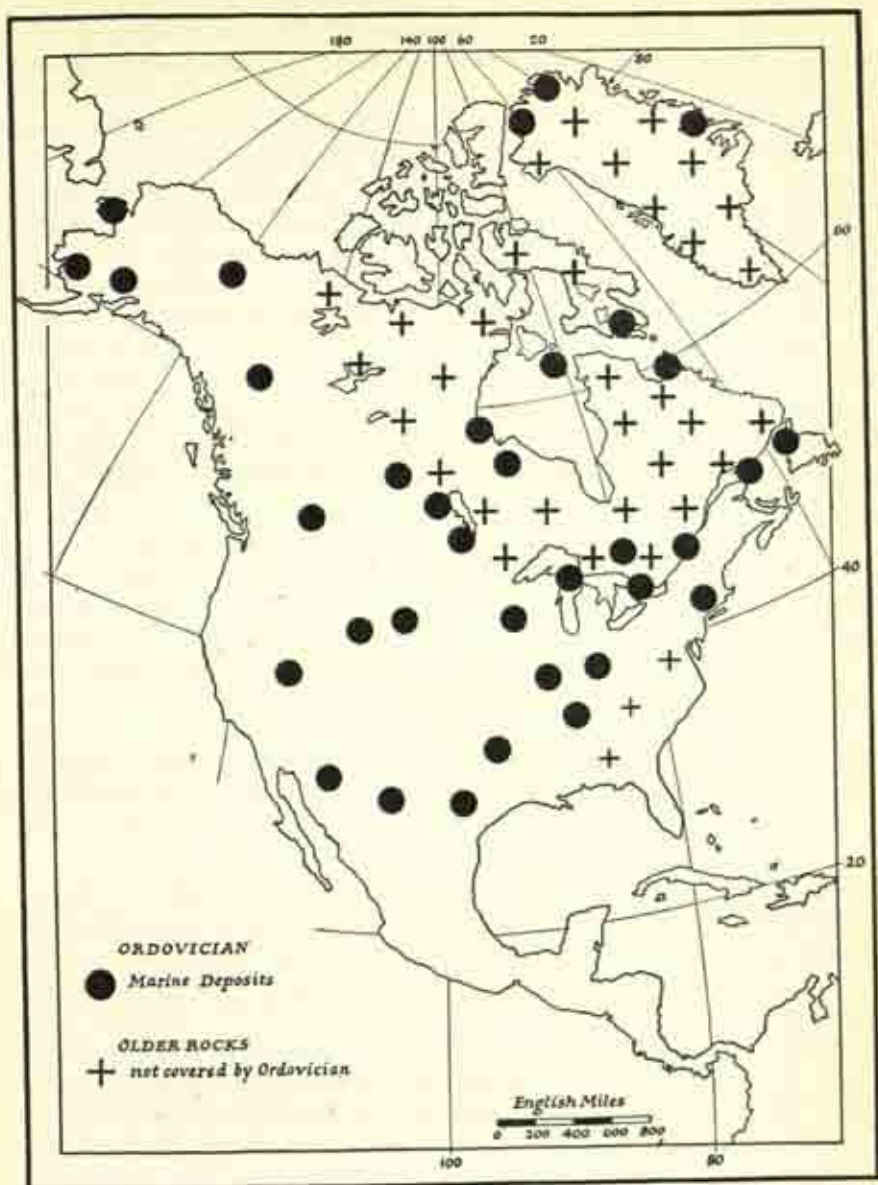 180 140 100 60 20
20
60
40
20
ORDOVICIAN
Marine Deposits
OLDER ROCKS
not covered by Ordovician
English Miles
0 200 400 600 800
100 80